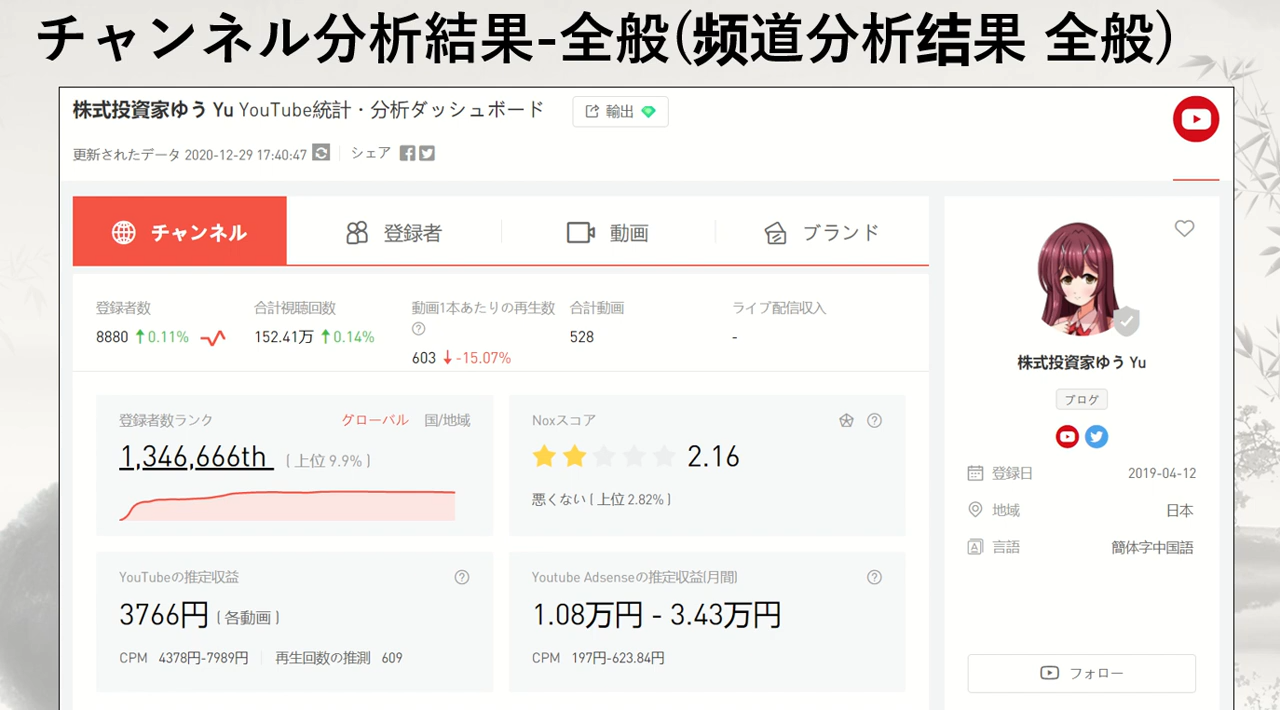 チャンネル分析結果-全般(频道分析结果 全般)
株式投資家ゆう Yu YouTube統計・分析ダッシュボード
輸出
更新されたデータ 2020-12-29 17:40:47
シェア
チャンネル
登録者
動画
ブランド
登録者数
8880 0.11%
合計視聴回数
152.41万 0.14%
動画1本あたりの再生数
603 -15.07%
合計動画
528
ライブ配信収入
-
登録者数ランク
グローバル 国/地域
1,346,666th ( 上位 9.9% )
Noxスコア
2.16
悪くない ( 上位 2.82% )
YouTubeの推定収益
3766円 ( 各動画 )
CPM 4378円-7989円 再生回数の推測 609
Youtube Adsenseの推定収益(月間)
1.08万円 - 3.43万円
CPM 197円-623.84円
株式投資家ゆう Yu
ブログ
登録日 2019-04-12
地域 日本
言語 簡体字中国語
フォロー